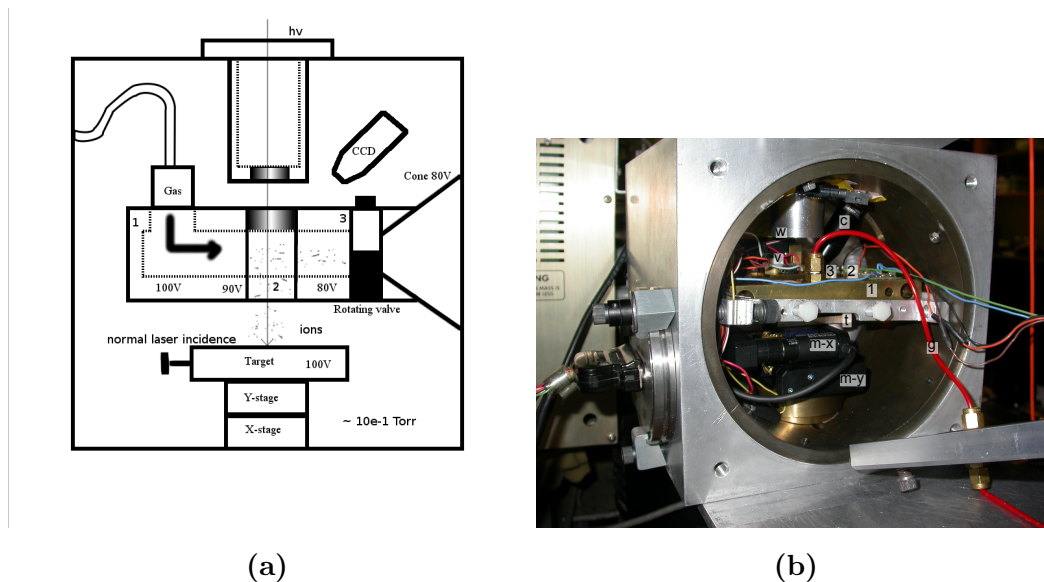 hν
CCD
Cone 80V
Gas
1
3
100V
90V
2
80V
Rotating valve
ions
normal laser incidence
Target
100V
Y-stage
X-stage
~ 10e-1 Torr
w
c
v
3
2
1
t
g
m-x
m-y
(a)
(b)